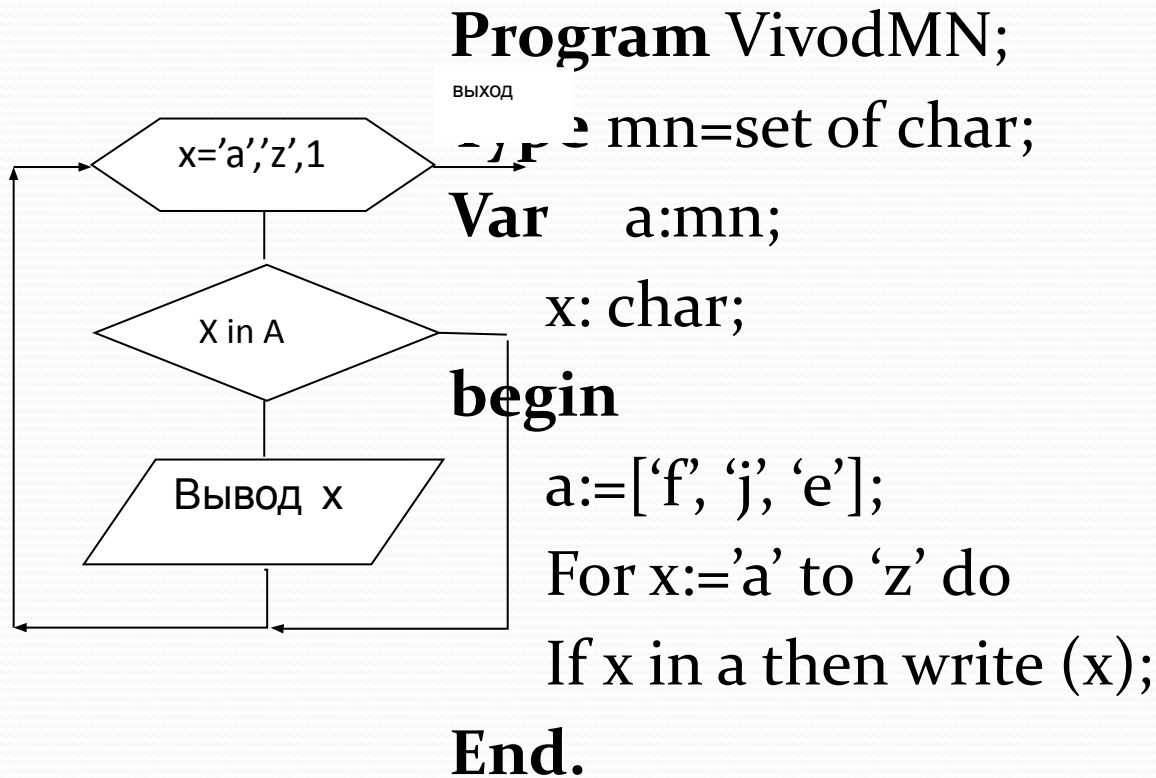 Program VivodMN;
выход
Type mn=set of char;
Var a:mn;
x: char;
begin
a:=[‘f’, ‘j’, ‘e’];
For x:=’a’ to ‘z’ do
If x in a then write (x);
End.
x=’a’,’z’,1
X in A
Вывод x